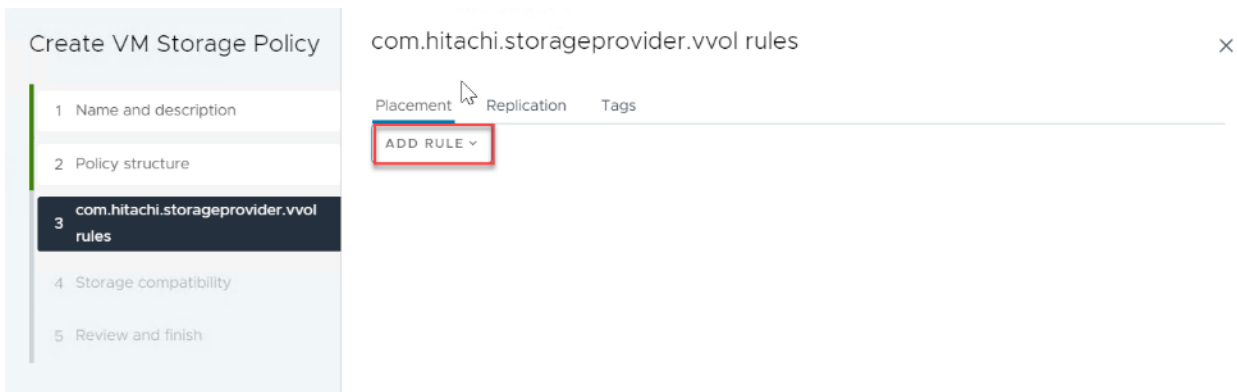 Create VM Storage Policy
1 Name and description
2 Policy structure
3 com.hitachi.storageprovider.vvol
rules
4 Storage compatibility
5 Review and finish
com.hitachi.storageprovider.vvol rules
Placement Replication Tags
ADD RULE